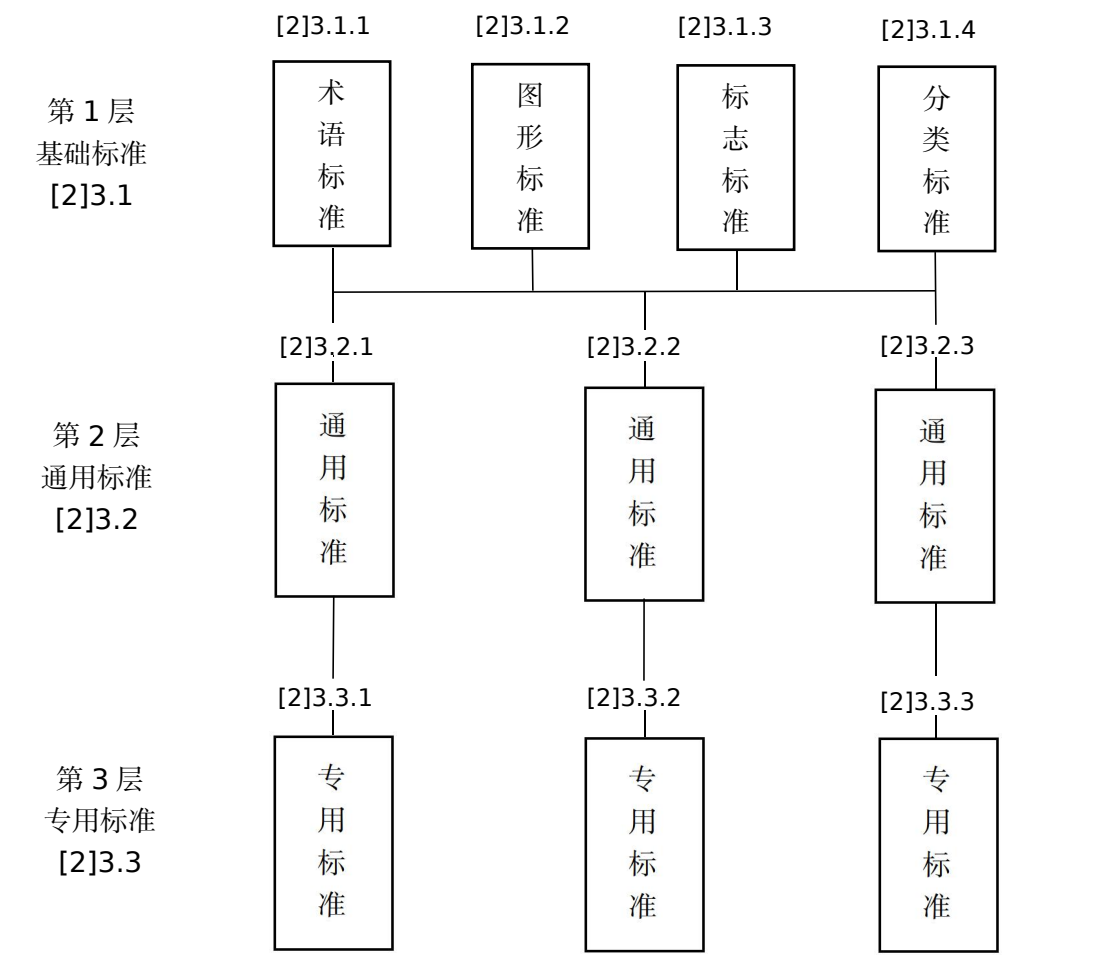 [2]3.1.1
[2]3.1.2
[2]3.1.3
[2]3.1.4
第 1 层
基础标准
[2]3.1
术语标准
图形标准
标志标准
分类标准
[2]3.2.1
[2]3.2.2
[2]3.2.3
第 2 层
通用标准
[2]3.2
通用标准
通用标准
通用标准
[2]3.3.1
[2]3.3.2
[2]3.3.3
第 3 层
专用标准
[2]3.3
专用标准
专用标准
专用标准